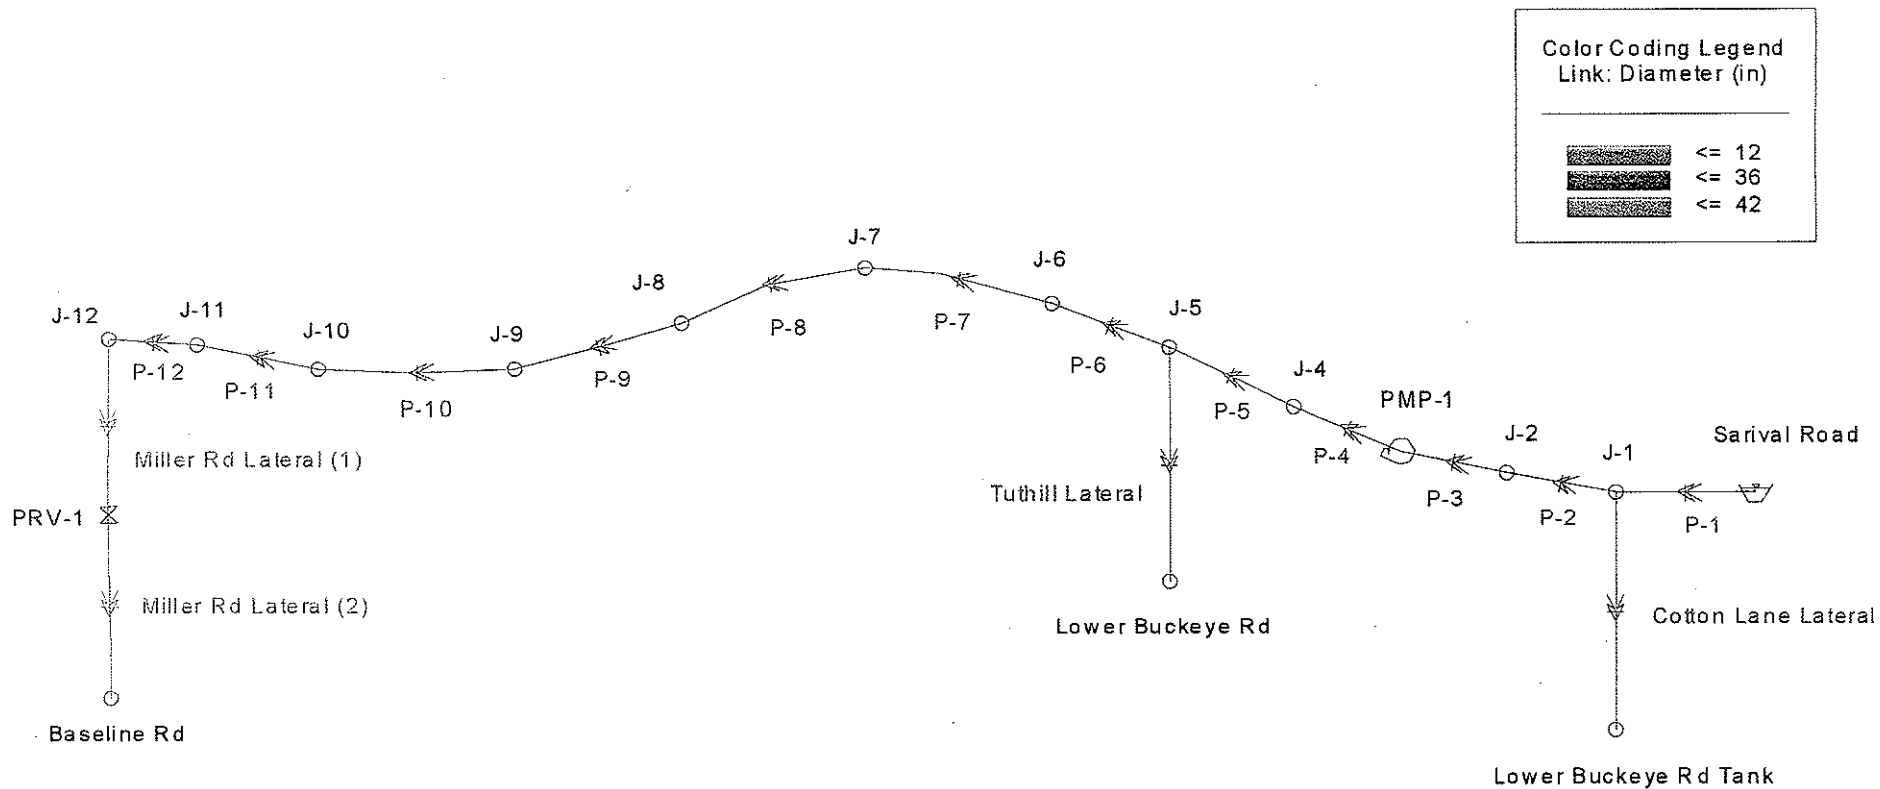 Color Coding Legend
Link: Diameter (in)
<= 12
<= 36
<= 42
J-7
J-6
J-8
J-5
J-12
J-11
J-10
J-9
P-8
P-7
P-6
P-12
P-11
P-10
P-9
J-4
P-5
PMP-1
J-2
Sarival Road
J-1
P-4
P-3
P-2
P-1
Miller Rd Lateral (1)
Tuthill Lateral
PRV-1
Miller Rd Lateral (2)
Lower Buckeye Rd
Cotton Lane Lateral
Baseline Rd
Lower Buckeye Rd Tank